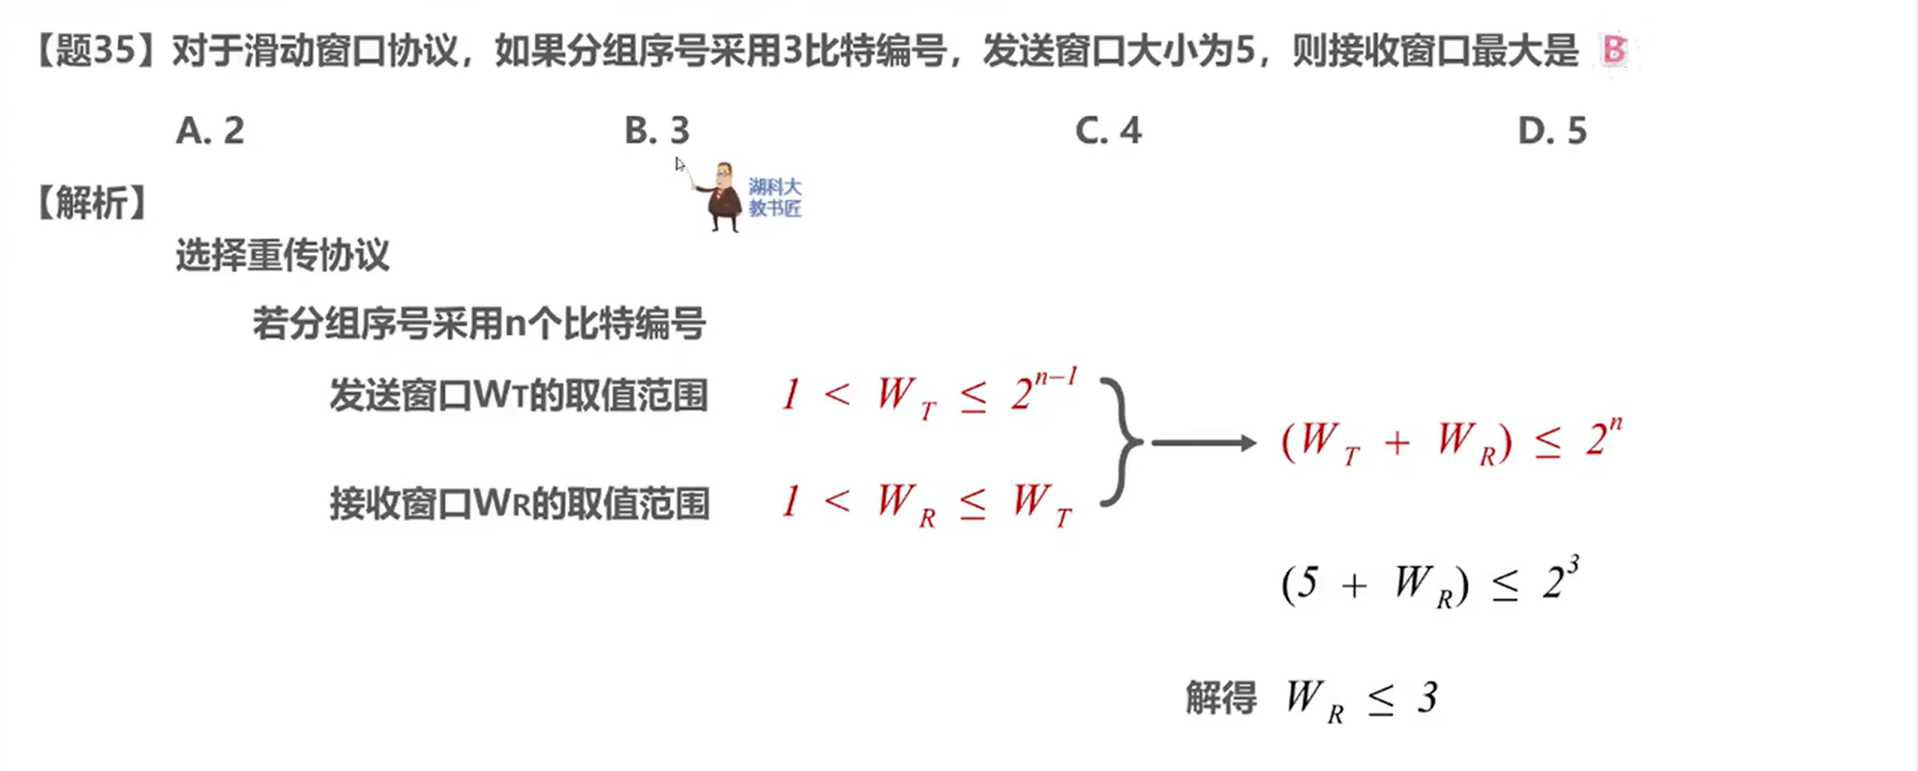 【题35】对于滑动窗口协议，如果分组序号采用3比特编号，发送窗口大小为5，则接收窗口最大是 B
A. 2 B. 3 C. 4 D. 5
湖科大
教书匠
【解析】
选择重传协议
若分组序号采用n个比特编号
发送窗口WT的取值范围 1 < W_T ≤ 2^{n-1}
(W_T + W_R) ≤ 2^n
接收窗口WR的取值范围 1 < W_R ≤ W_T
(5 + W_R) ≤ 2^3
解得 W_R ≤ 3